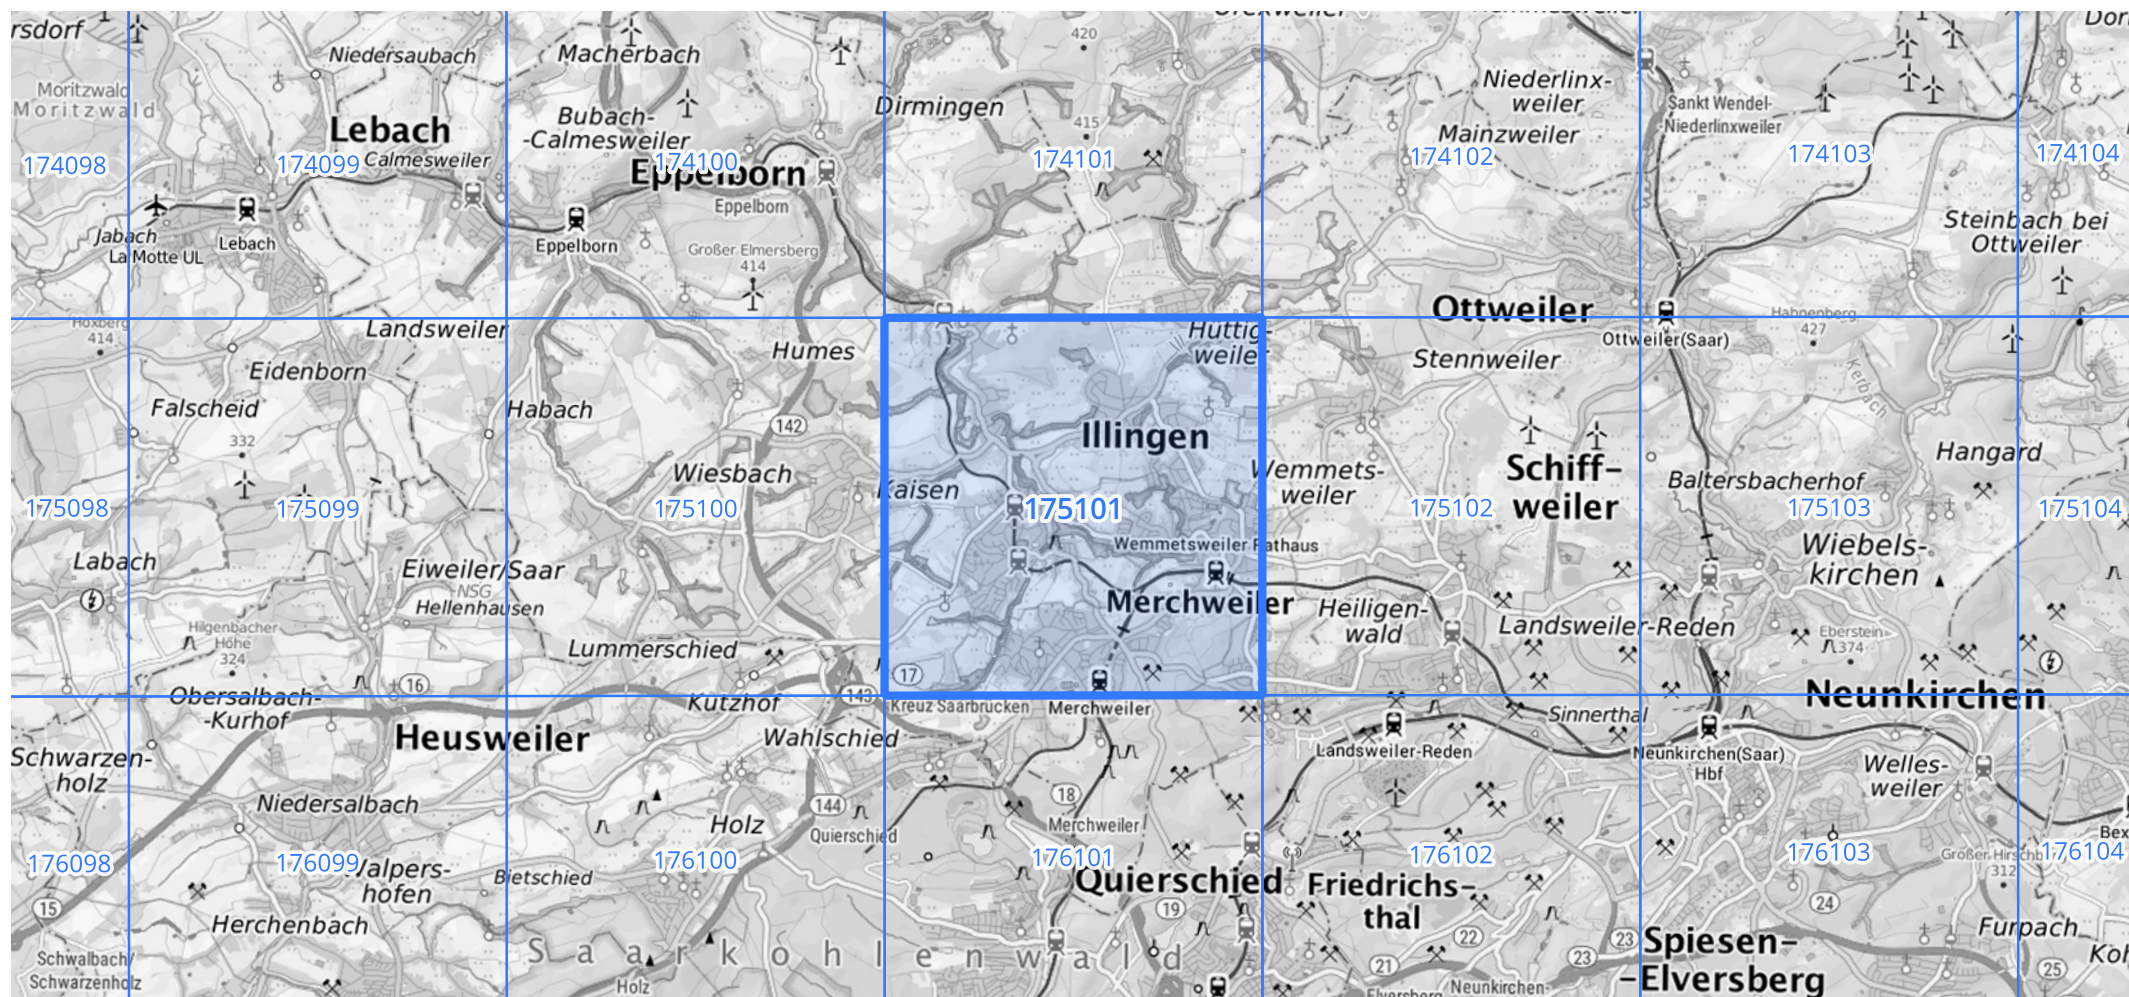 rsdorf
Moritzwald
Moritzwald
174098
Jabach
La Motte UL
Niedersaubach
Lebach
174099
Calmesweiler
Lebach
Macherbach
Bubach-
-Calmesweiler
174100
Eppelborn
Eppelborn
Eppelborn
Großer Elmersberg
414
Dirmingen
420
415
174101
Niederlinx-
weiler
Mainzweiler
174102
Ottweiler
Sankt Wendel-
-Niederlinxweiler
174103
174104
Steinbach bei
Ottweiler
Höxberg
414
Landsweiler
Eidenborn
Falscheid
332
175098
175099
Labach
Eiweiler/Saar
NSG
Hellenhausen
Hilgenbacher
Höhe
324
Humes
Habach
142
Wiesbach
175100
Lummerschied
Hüttig-
weiler
Illingen
Kaisen
175101
Wemmetsweiler Rathaus
Merchweiler
17
Ottweiler(Saar)
Stennweiler
Wemmets-
weiler
Schiff-
weiler
175102
Heiligen-
wald
Landsweiler-Reden
Hahnenberg
427
Kerbach
Hangard
Baltersbacherhof
175103
175104
Wiebels-
kirchen
Eberstein
374
Neunkirchen
Obersalbach-
-Kurhof
16
Heusweiler
Schwarzen-
holz
Niedersalbach
176098
176099
Walpers-
hofen
15
Herchenbach
Schwalbach/
Schwarzenholz
Kutzhof
143
Wahlschied
Holz
144
Quierschied
176100
Bietschied
Saarkohlenwald
Holz
Kreuz Saarbrücken
Merchweiler
18
Merchweiler
176101
Quierschied
19
Sinnerthal
Landsweiler-Reden
176102
Friedrichs-
thal
22
21
23
23
Elversberg
Neunkirchen-
Neunkirchen(Saar)
Hbf
Welles-
weiler
Bex
176103
176104
Großer Hirschb
312
24
Furpach
Spiesen-
-Elversberg
25